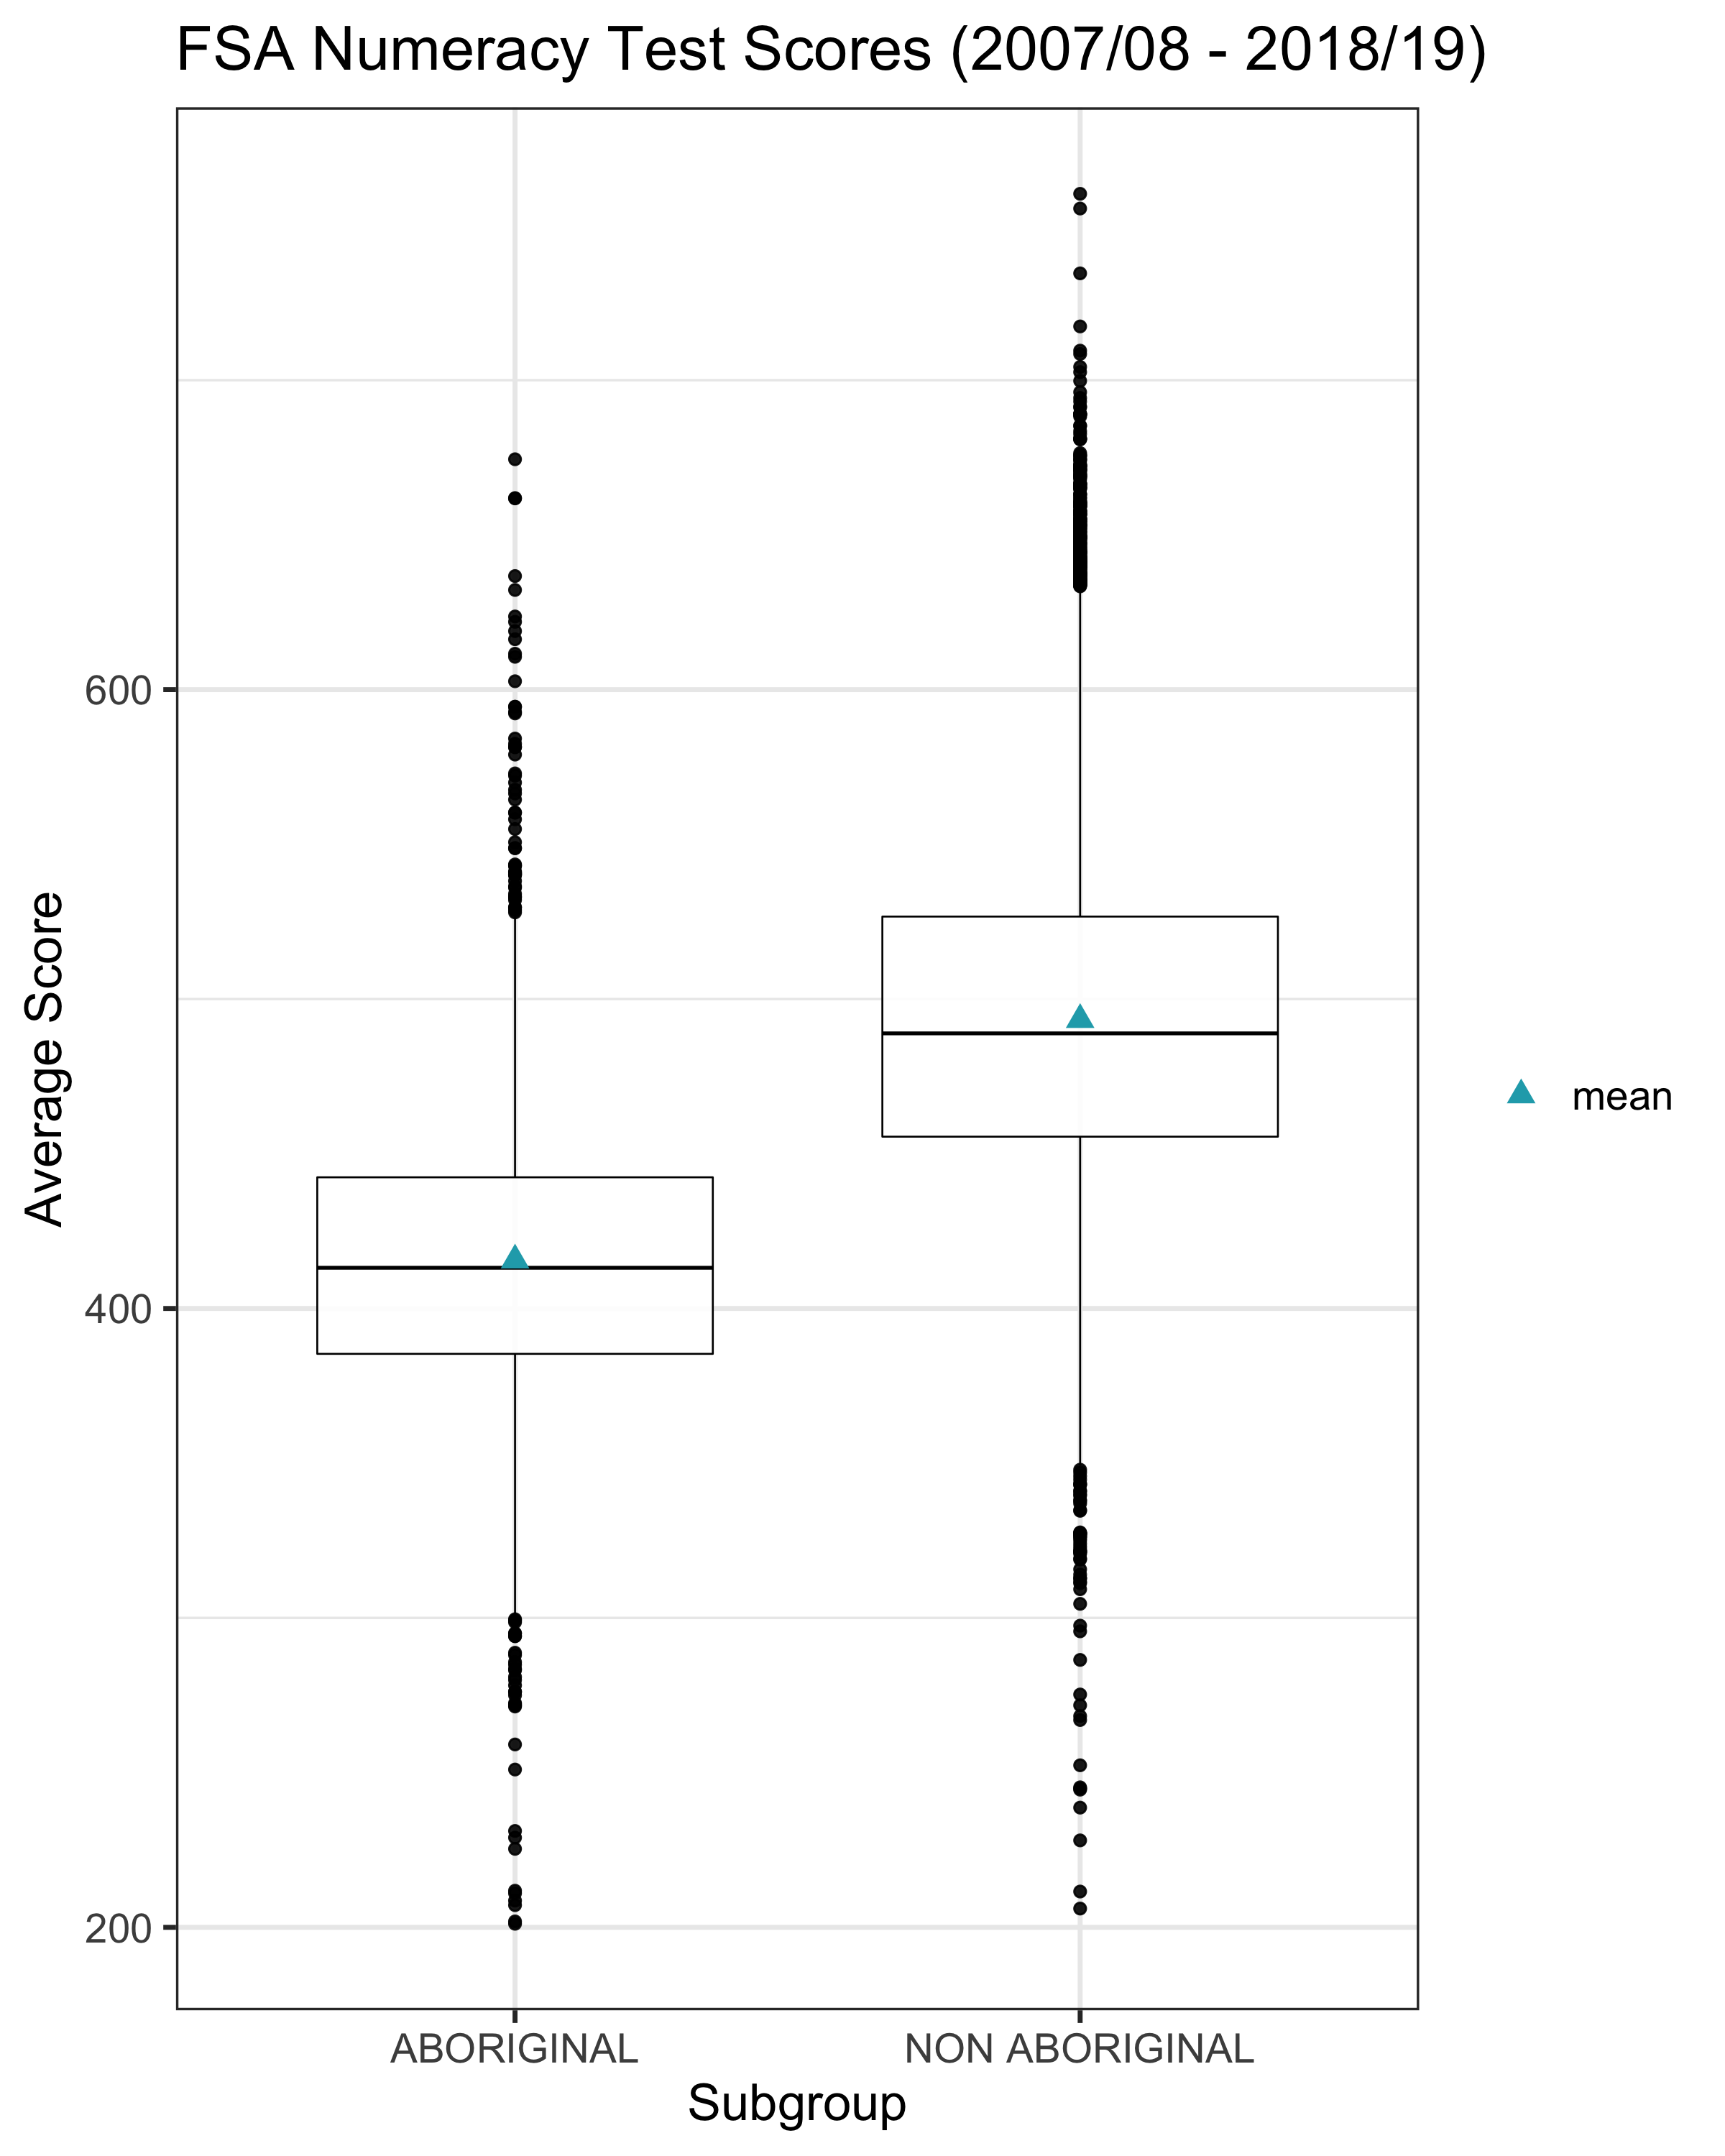 FSA Numeracy Test Scores (2007/08 - 2018/19)
Average Score
600
400
200
mean
ABORIGINAL
NON ABORIGINAL
Subgroup